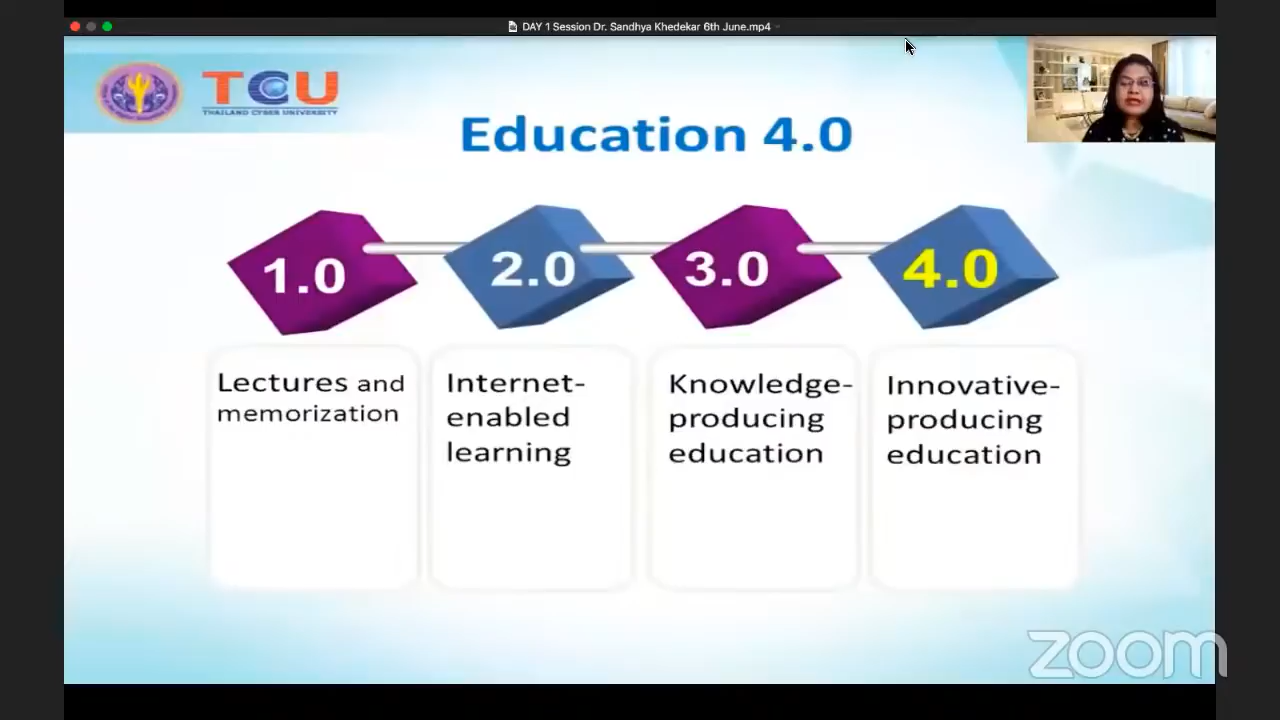 DAY 1 Session Dr. Sandhya Khedekar 6th June.mp4
TCU
THAILAND CYBER UNIVERSITY
Education 4.0
1.0
2.0
3.0
4.0
Lectures and
memorization
Internet-
enabled
learning
Knowledge-
producing
education
Innovative-
producing
education
zoom